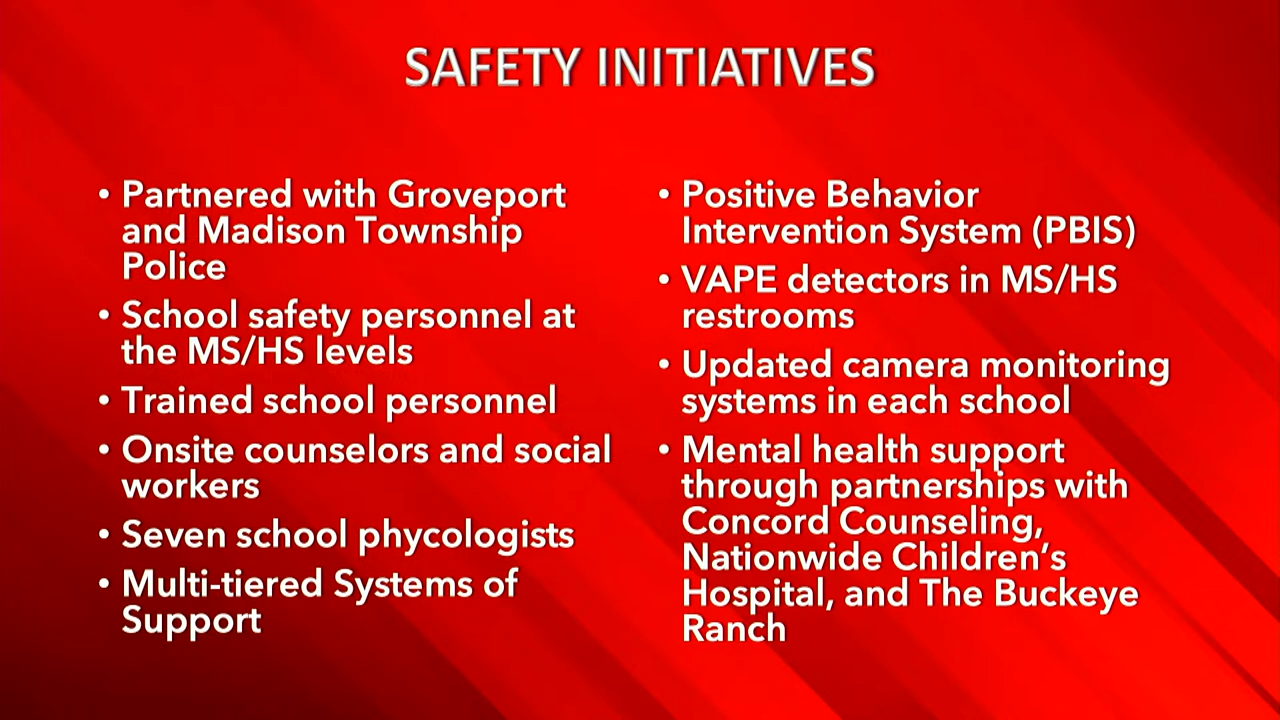 SAFETY INITIATIVES
• Partnered with Groveport
and Madison Township
Police
• School safety personnel at
the MS/HS levels
• Trained school personnel
• Onsite counselors and social
workers
• Seven school phycologists
• Multi-tiered Systems of
Support
• Positive Behavior
Intervention System (PBIS)
• VAPE detectors in MS/HS
restrooms
• Updated camera monitoring
systems in each school
• Mental health support
through partnerships with
Concord Counseling,
Nationwide Children’s
Hospital, and The Buckeye
Ranch